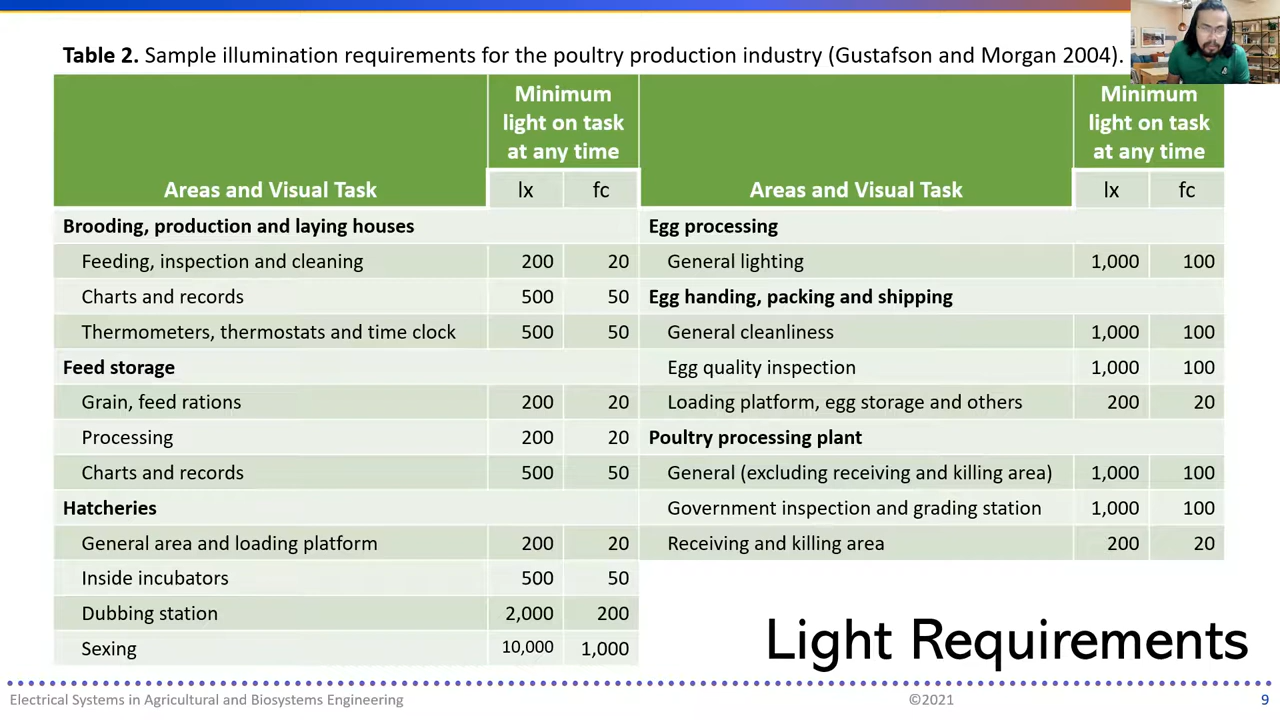 Table 2. Sample illumination requirements for the poultry production industry (Gustafson and Morgan 2004).
Areas and Visual Task
Minimum
light on task
at any time
lx fc
Brooding, production and laying houses
Feeding, inspection and cleaning 200 20
Charts and records 500 50
Thermometers, thermostats and time clock 500 50
Feed storage
Grain, feed rations 200 20
Processing 200 20
Charts and records 500 50
Hatcheries
General area and loading platform 200 20
Inside incubators 500 50
Dubbing station 2,000 200
Sexing 10,000 1,000
Areas and Visual Task
Minimum
light on task
at any time
lx fc
Egg processing
General lighting 1,000 100
Egg handing, packing and shipping
General cleanliness 1,000 100
Egg quality inspection 1,000 100
Loading platform, egg storage and others 200 20
Poultry processing plant
General (excluding receiving and killing area) 1,000 100
Government inspection and grading station 1,000 100
Receiving and killing area 200 20
Light Requirements
Electrical Systems in Agricultural and Biosystems Engineering ©2021 9